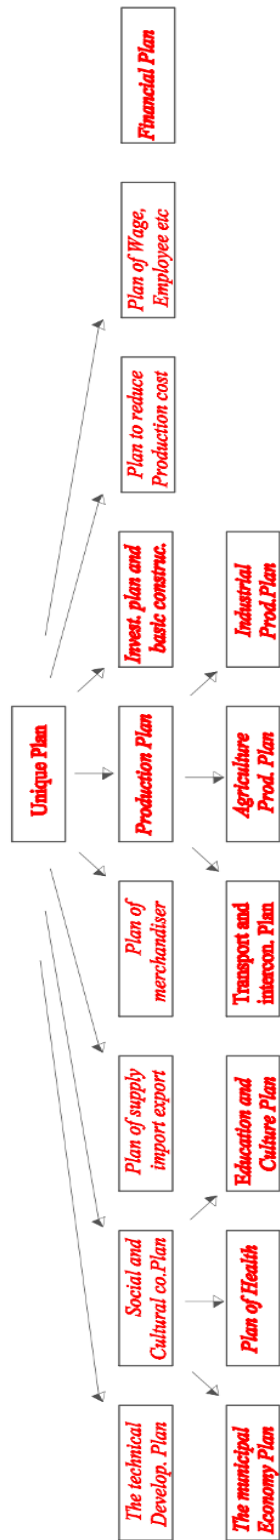 Unique Plan
The technical
Develop. Plan
Social and
Cultural co.Plan
Plan of supply
import export
Plan of
merchandiser
Production Plan
Invest. plan and
basic construc.
Plan to reduce
Production cost
Plan of Wage,
Employee etc
Financial Plan
The municipal
Economy Plan
Plan of Health
Education and
Culture Plan
Transport and
intercon. Plan
Agriculture
Prod. Plan
Industrial
Prod.Plan